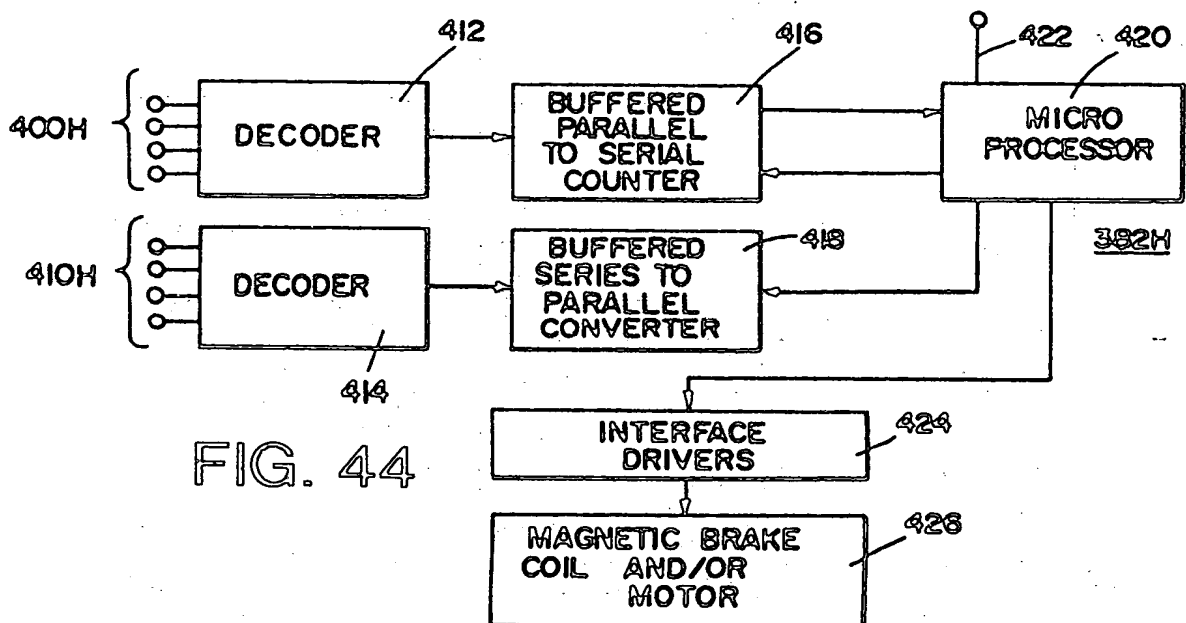 412
416
422
420
400H
DECODER
BUFFERED
PARALLEL
TO SERIAL
COUNTER
MICRO
PROCESSOR
382H
410H
DECODER
BUFFERED
SERIES TO
PARALLEL
CONVERTER
418
414
FIG. 44
INTERFACE
DRIVERS
424
MAGNETIC BRAKE
COIL AND/OR
MOTOR
426